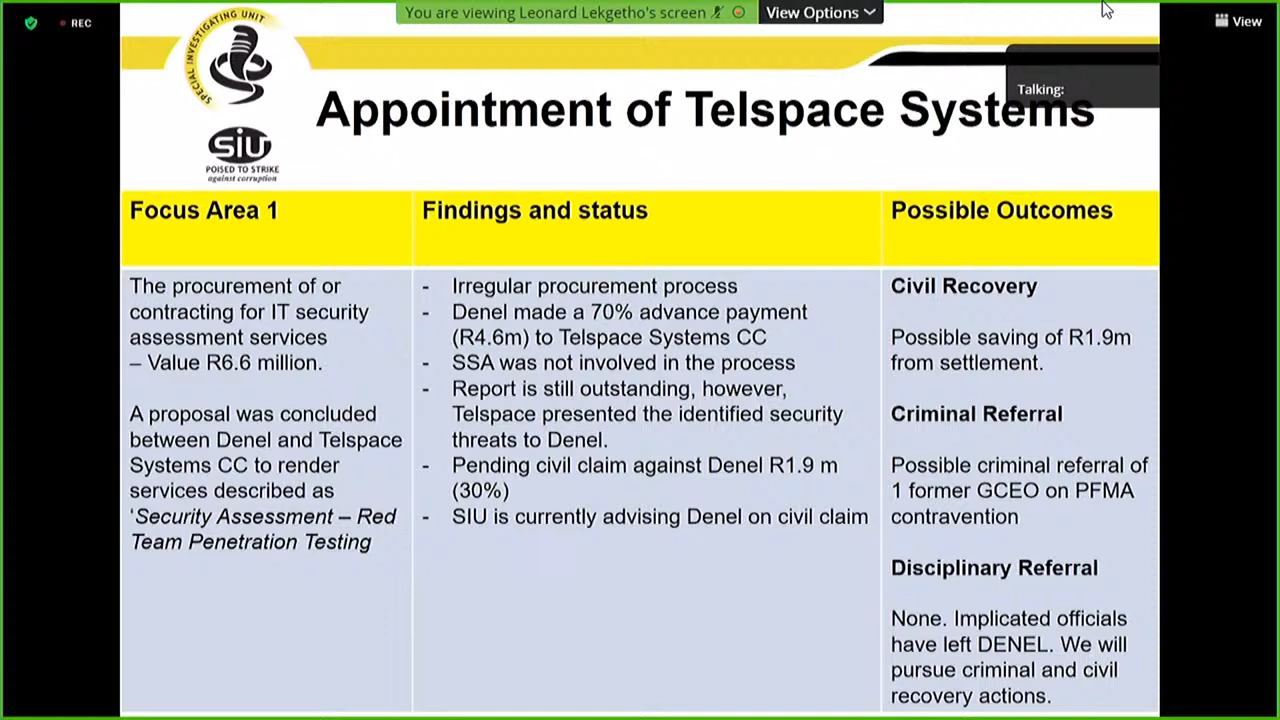 REC
You are viewing Leonard Lekgetho's screen
View Options
View
SPECIAL INVESTIGATING UNIT
SIU
POISED TO STRIKE
against corruption
Talking:
Appointment of Telspace Systems
Focus Area 1
Findings and status
Possible Outcomes
The procurement of or
contracting for IT security
assessment services
– Value R6.6 million.
A proposal was concluded
between Denel and Telspace
Systems CC to render
services described as
‘Security Assessment – Red
Team Penetration Testing
- Irregular procurement process
- Denel made a 70% advance payment
(R4.6m) to Telspace Systems CC
- SSA was not involved in the process
- Report is still outstanding, however,
Telspace presented the identified security
threats to Denel.
- Pending civil claim against Denel R1.9 m
(30%)
- SIU is currently advising Denel on civil claim
Civil Recovery
Possible saving of R1.9m
from settlement.
Criminal Referral
Possible criminal referral of
1 former GCEO on PFMA
contravention
Disciplinary Referral
None. Implicated officials
have left DENEL. We will
pursue criminal and civil
recovery actions.